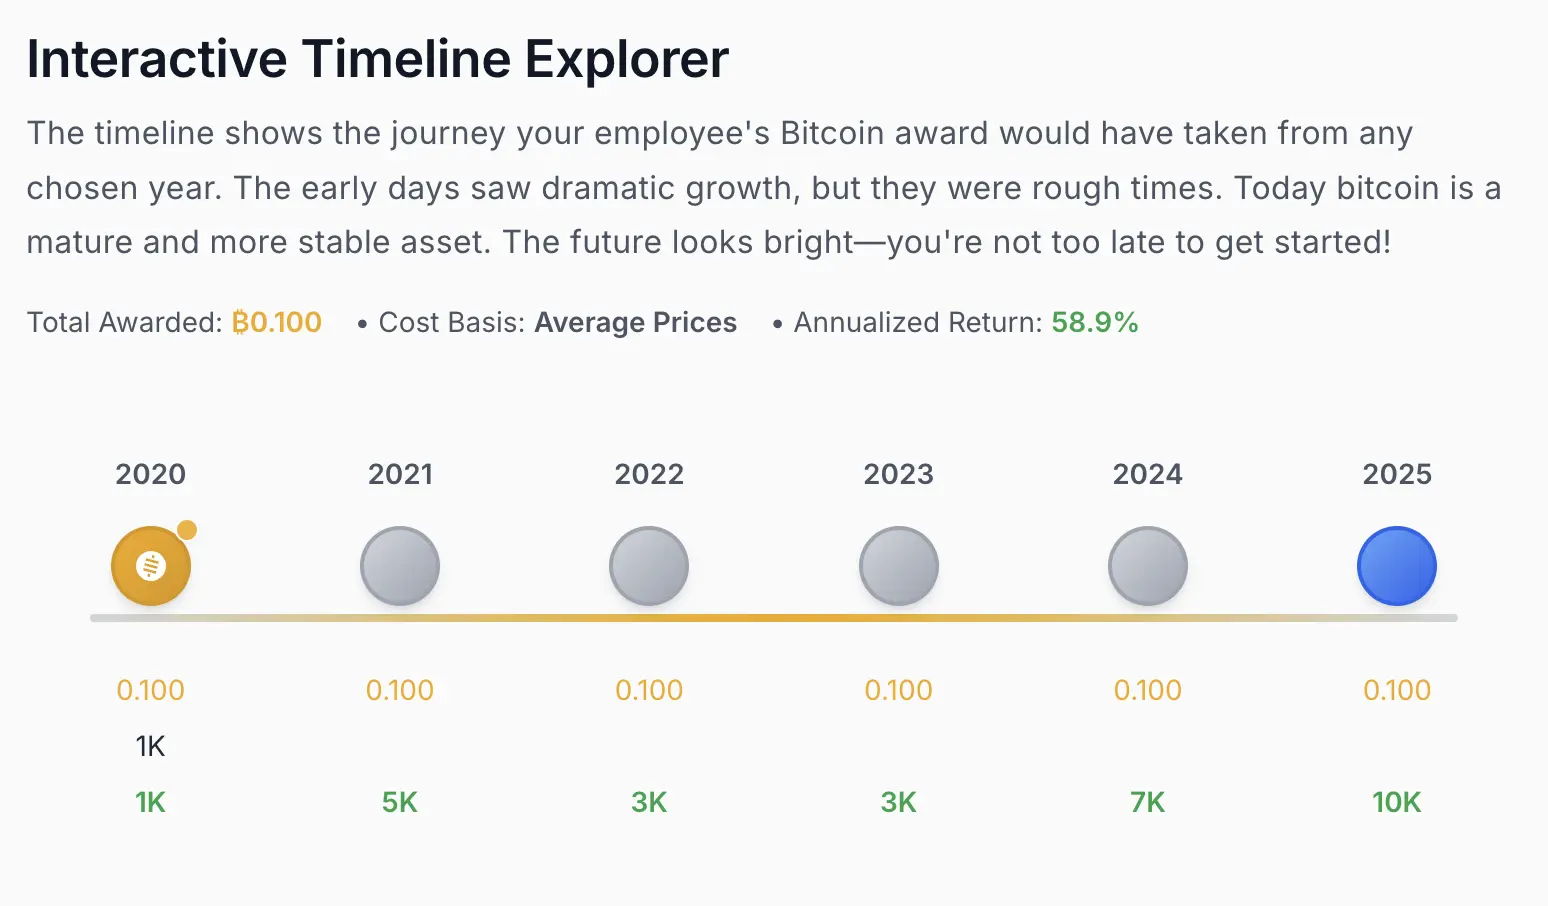 Interactive Timeline Explorer
The timeline shows the journey your employee's Bitcoin award would have taken from any
chosen year. The early days saw dramatic growth, but they were rough times. Today bitcoin is a
mature and more stable asset. The future looks bright—you're not too late to get started!
Total Awarded: ₿0.100 • Cost Basis: Average Prices • Annualized Return: 58.9%
2020 2021 2022 2023 2024 2025
0.100 0.100 0.100 0.100 0.100 0.100
1K
1K 5K 3K 3K 7K 10K